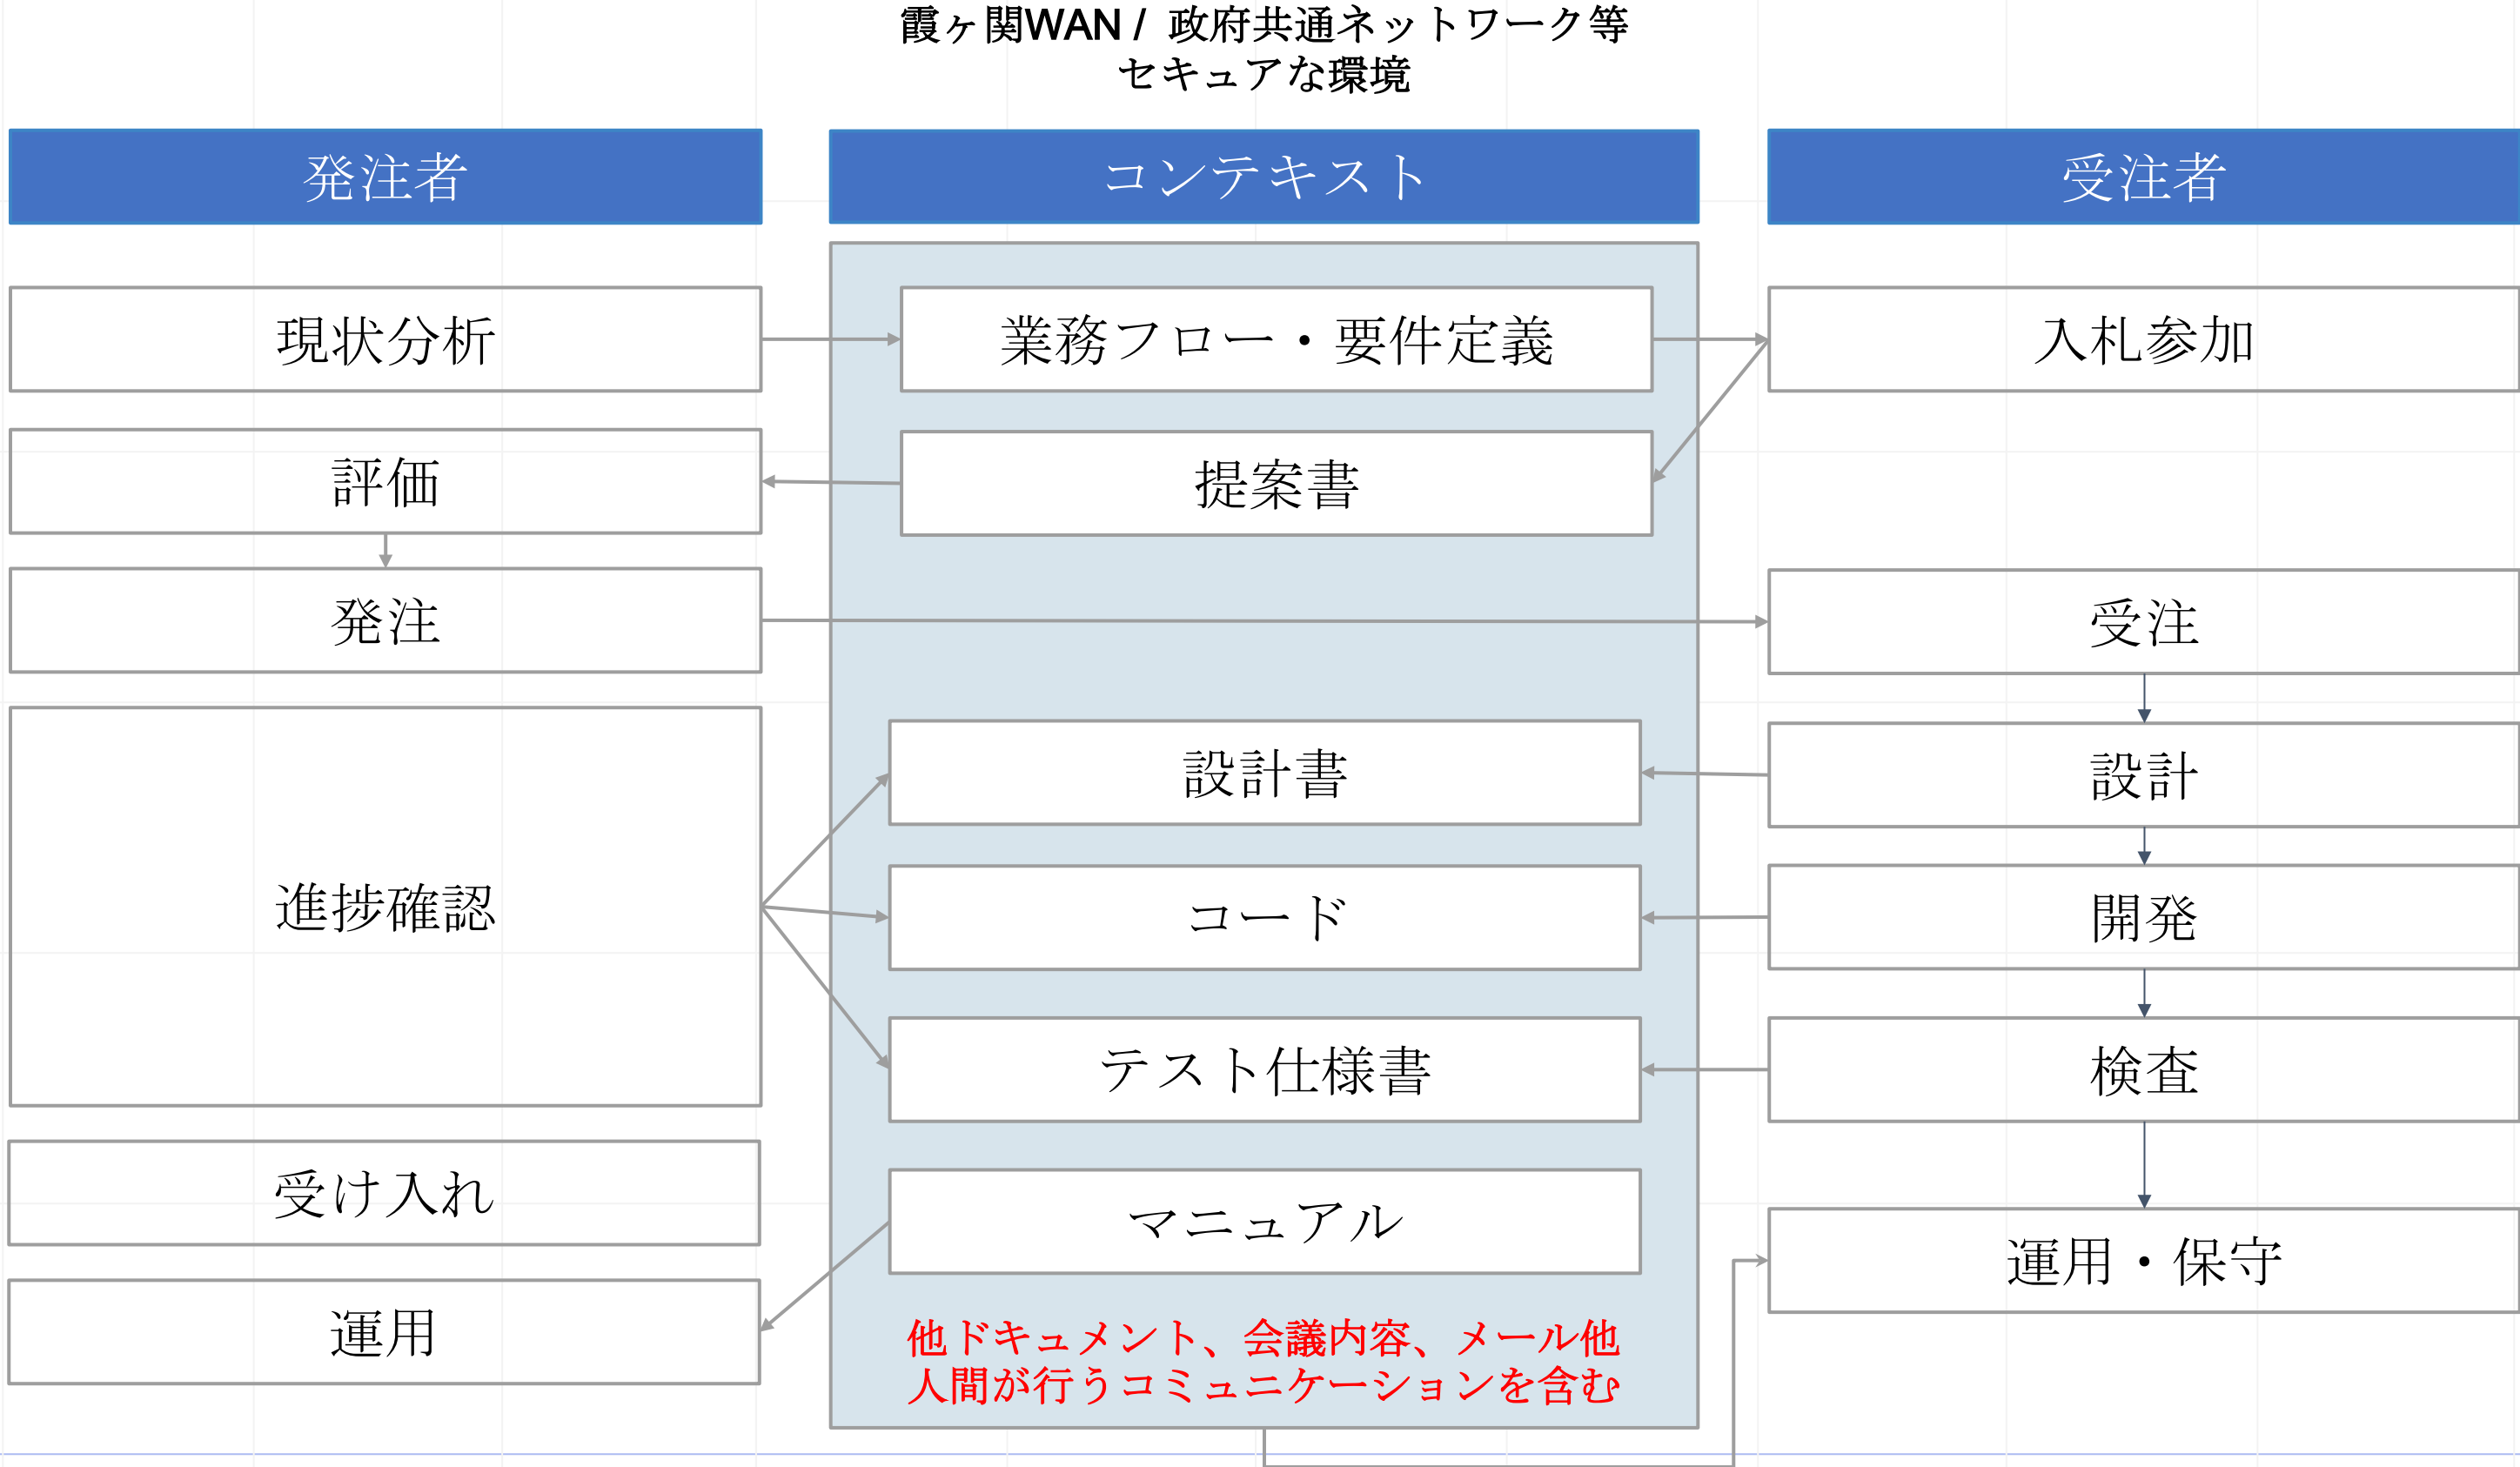 霞ヶ関WAN / 政府共通ネットワーク等
セキュアな環境
発注者
コンテキスト
受注者
現状分析
業務フロー・要件定義
入札参加
評価
提案書
発注
受注
進捗確認
設計書
設計
コード
開発
テスト仕様書
検査
受け入れ
マニュアル
運用・保守
運用
他ドキュメント、会議内容、メール他
人間が行うコミュニケーションを含む